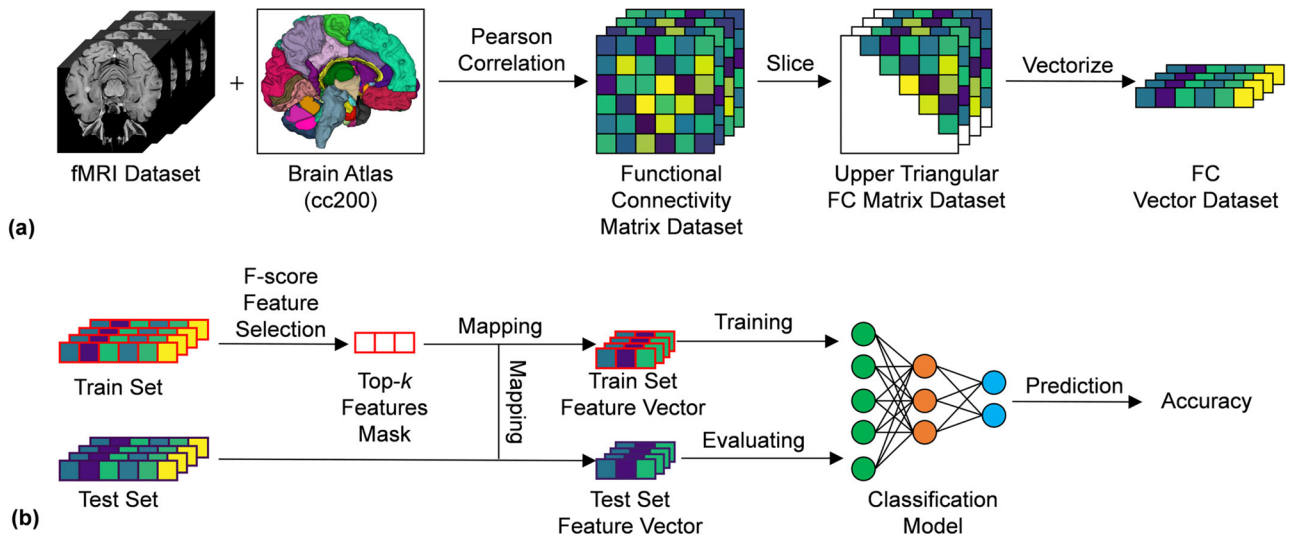 Pearson
Correlation
Slice
Vectorize
+
fMRI Dataset
Brain Atlas
(cc200)
Functional
Connectivity
Matrix Dataset
Upper Triangular
FC Matrix Dataset
FC
Vector Dataset
(a)
F-score
Feature
Selection
Mapping
Training
Train Set
Top-k
Features
Mask
Mapping
Train Set
Feature Vector
Prediction
Accuracy
Evaluating
Test Set
Test Set
Feature Vector
Classification
Model
(b)